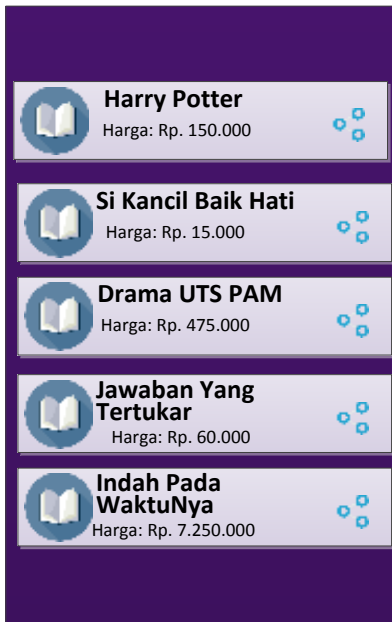 Harry Potter
Harga: Rp. 150.000
Si Kancil Baik Hati
Harga: Rp. 15.000
Drama UTS PAM
Harga: Rp. 475.000
Jawaban Yang
Tertukar
Harga: Rp. 60.000
Indah Pada
WaktuNya
Harga: Rp. 7.250.000